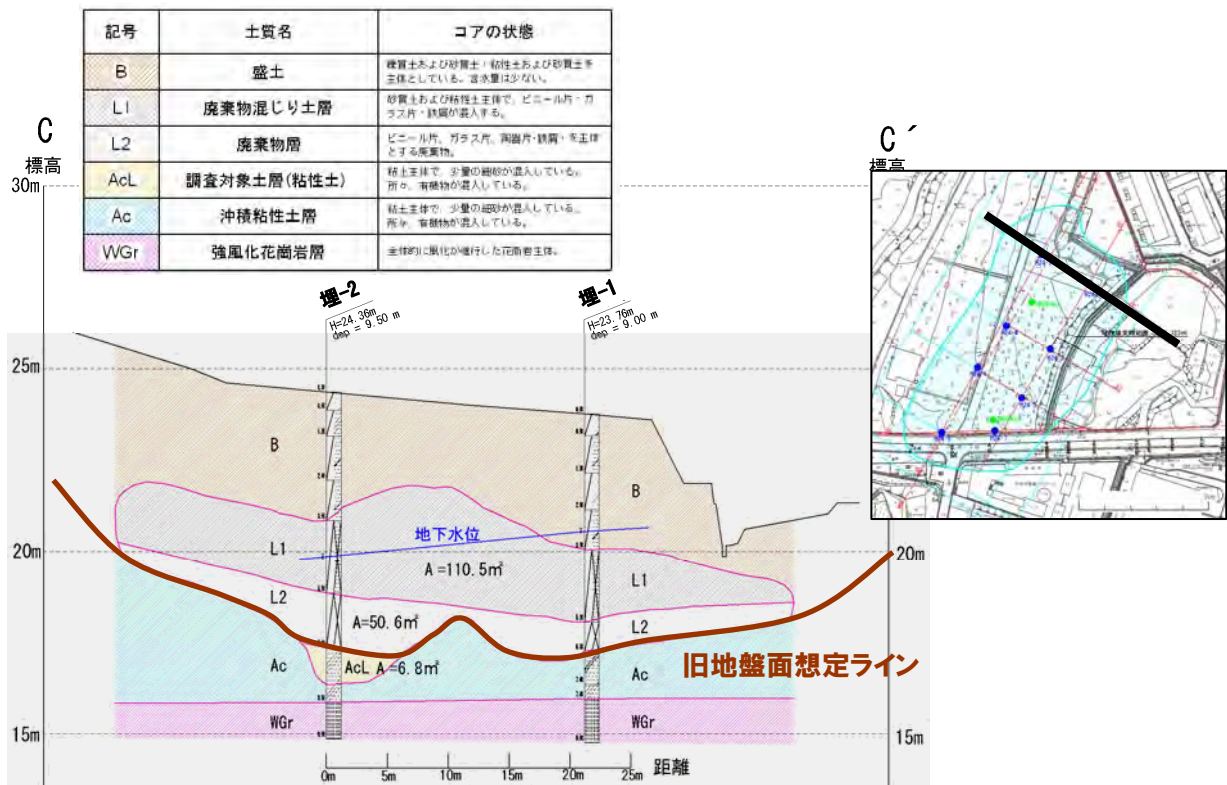 記号 土質名 コアの状態
B 盛土 礫質土および砂質土・粘性土および砂質土を
主体としている。含水量は少ない。
L1 廃棄物混じり土層 砂質土および粘性土主体で、ビニール片・ガ
ラス片・鉄屑が混入する。
L2 廃棄物層 ビニール片、ガラス片、陶器片・鉄屑・を主体
とする廃棄物。
AcL 調査対象土層(粘性土) 粘土主体で、少量の細砂が混入している。
所々、有機物が混入している。
Ac 沖積粘性土層 粘土主体で、少量の細砂が混入している。
所々、有機物が混入している。
WGr 強風化花崗岩層 全体的に風化が進行した花崗岩主体。
C
標高
C´
標高
30m
埋-2
H=24.36m
dep = 9.50 m
埋-1
H=23.76m
dep = 9.00 m
25m
B
B
地下水位
20m
20m
L1
A =110.5㎡
L1
L2
A=50.6㎡
L2
Ac
AcL A =6.8㎡
Ac
旧地盤面想定ライン
WGr
WGr
15m
15m
0m 5m 10m 15m 20m 25m 距離